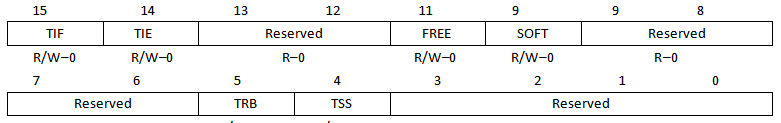 15 14 13 12 11 9 9 8
TIF TIE Reserved FREE SOFT Reserved
R/W–0 R/W–0 R–0 R/W–0 R/W–0 R–0
7 6 5 4 3 2 1 0
Reserved TRB TSS Reserved